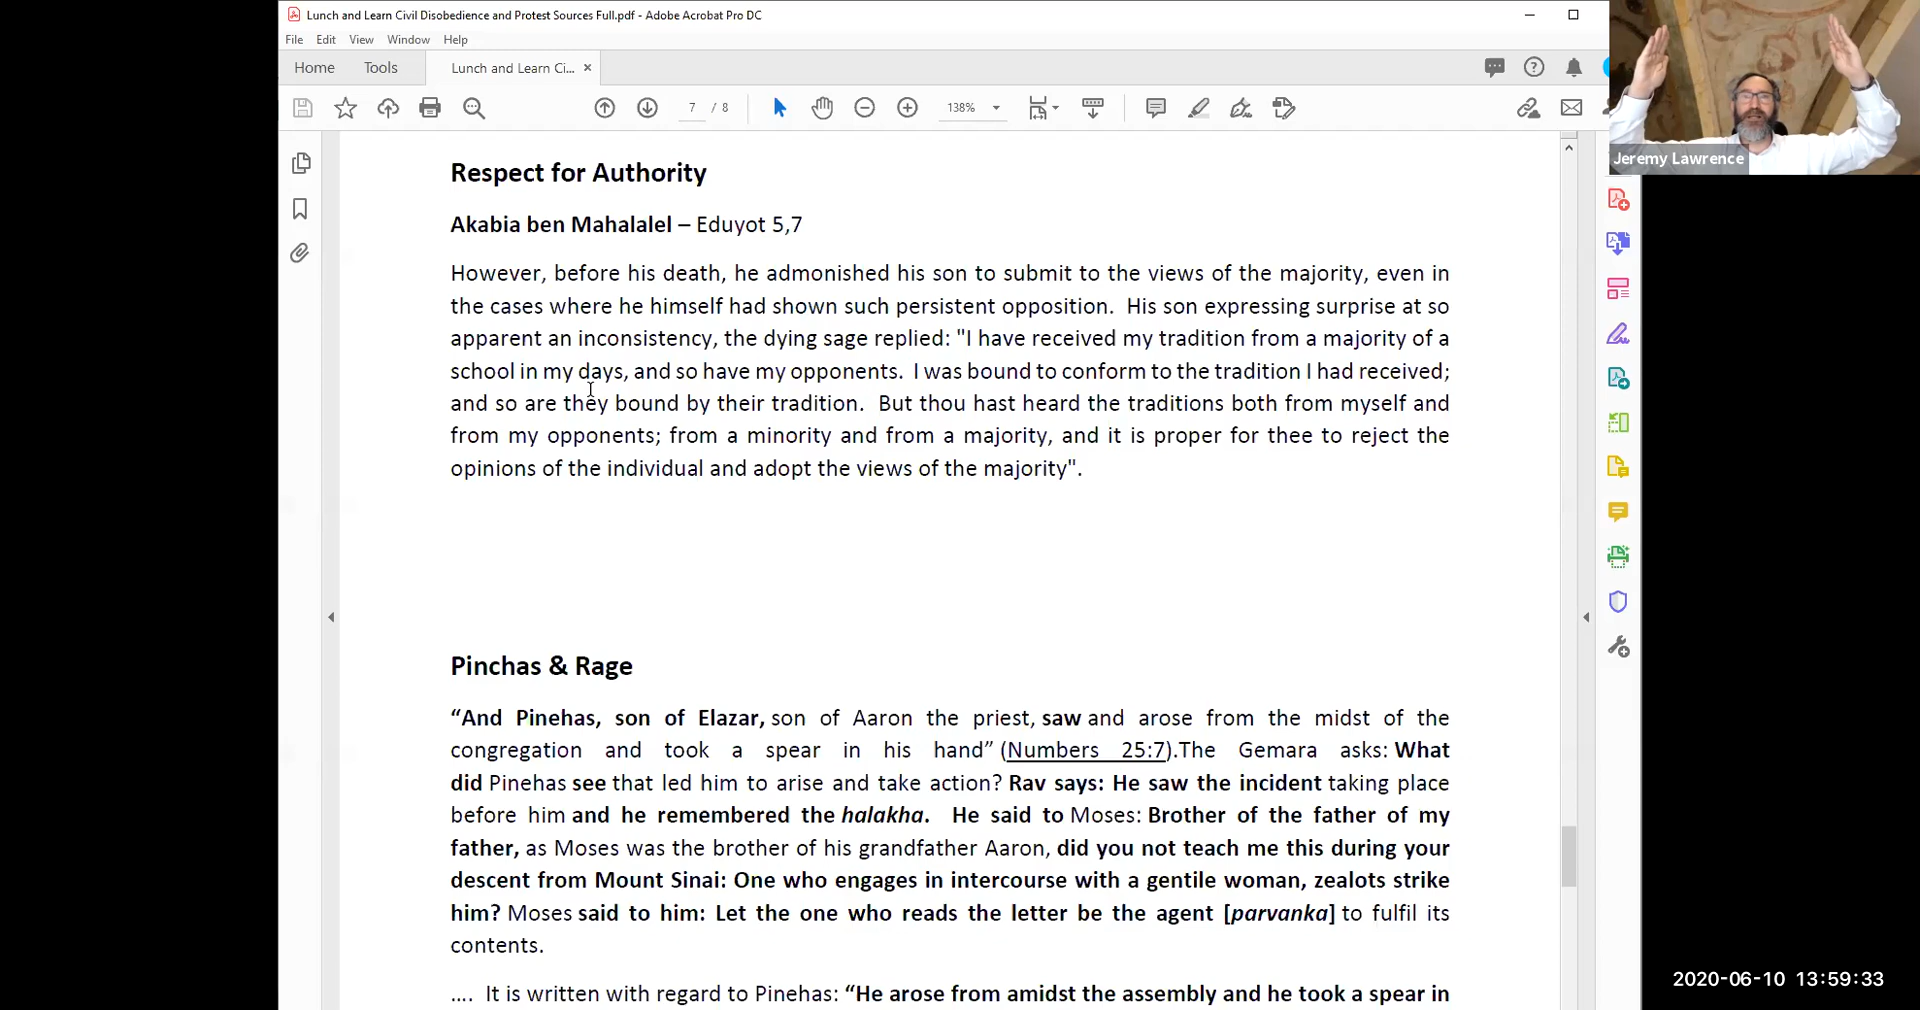 Lunch and Learn Civil Disobedience and Protest Sources Full.pdf - Adobe Acrobat Pro DC
File Edit View Window Help
Home Tools Lunch and Learn Ci... ×
7 / 8 138%
Jeremy Lawrence
Respect for Authority
Akabia ben Mahalalel – Eduyot 5,7
However, before his death, he admonished his son to submit to the views of the majority, even in
the cases where he himself had shown such persistent opposition. His son expressing surprise at so
apparent an inconsistency, the dying sage replied: "I have received my tradition from a majority of a
school in my days, and so have my opponents. I was bound to conform to the tradition I had received;
and so are they bound by their tradition. But thou hast heard the traditions both from myself and
from my opponents; from a minority and from a majority, and it is proper for thee to reject the
opinions of the individual and adopt the views of the majority".
Pinchas & Rage
“And Pinehas, son of Elazar, son of Aaron the priest, saw and arose from the midst of the
congregation and took a spear in his hand” (Numbers 25:7).The Gemara asks: What
did Pinehas see that led him to arise and take action? Rav says: He saw the incident taking place
before him and he remembered the halakha. He said to Moses: Brother of the father of my
father, as Moses was the brother of his grandfather Aaron, did you not teach me this during your
descent from Mount Sinai: One who engages in intercourse with a gentile woman, zealots strike
him? Moses said to him: Let the one who reads the letter be the agent [parvanka] to fulfil its
contents.
.... It is written with regard to Pinehas: “He arose from amidst the assembly and he took a spear in
2020-06-10 13:59:33